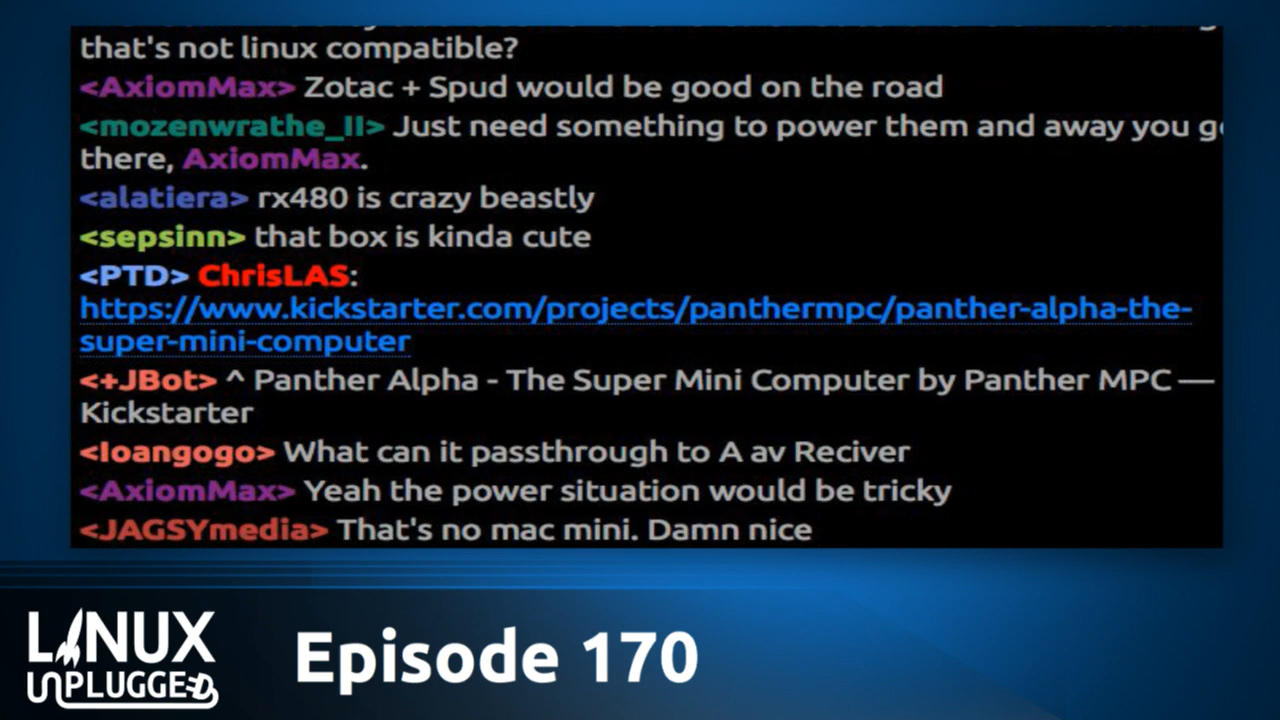 that's not linux compatible?
<AxiomMax> Zotac + Spud would be good on the road
<mozenwrathe_II> Just need something to power them and away you
there, AxiomMax.
<alatiera> rx480 is crazy beastly
<sepsinn> that box is kinda cute
<PTD> ChrisLAS:
https://www.kickstarter.com/projects/panthermpc/panther-alpha-the-
super-mini-computer
<+JBot> ^ Panther Alpha - The Super Mini Computer by Panther MPC —
Kickstarter
<loangogo> What can it passthrough to A av Reciver
<AxiomMax> Yeah the power situation would be tricky
<JAGSYmedia> That's no mac mini. Damn nice
LINUX
UNPLUGGED
Episode 170